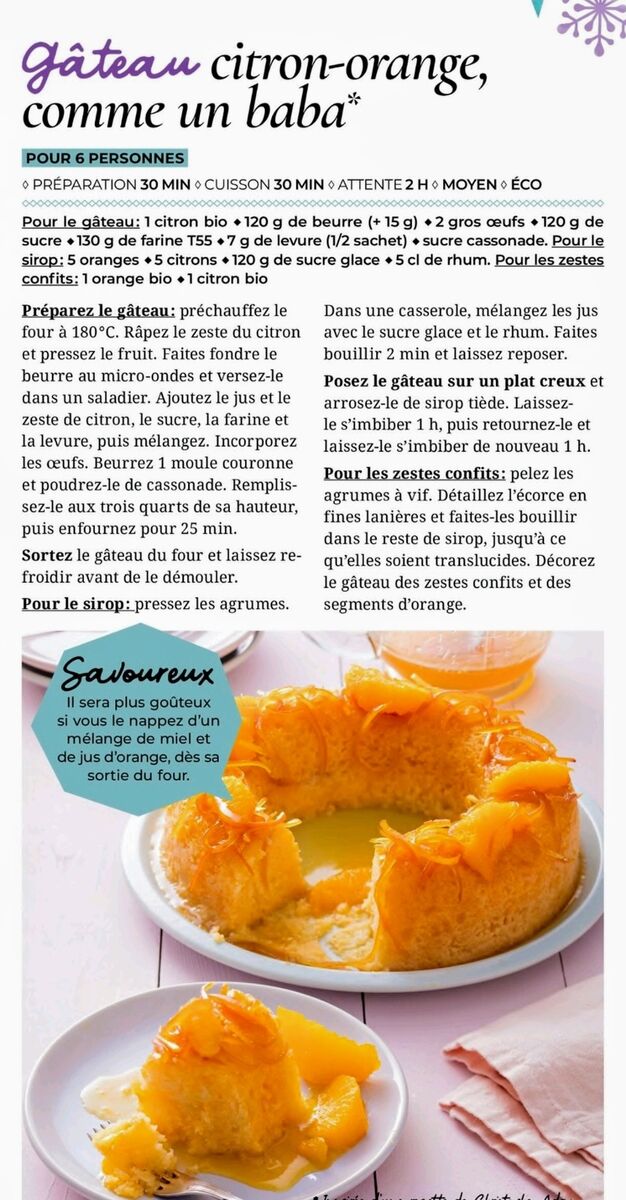 Gâteau citron-orange,
comme un baba*
POUR 6 PERSONNES
◊ PRÉPARATION 30 MIN ◊ CUISSON 30 MIN ◊ ATTENTE 2 H ◊ MOYEN ◊ ÉCO
Pour le gâteau : 1 citron bio ◆ 120 g de beurre (+ 15 g) ◆ 2 gros œufs ◆ 120 g de
sucre ◆ 130 g de farine T55 ◆ 7 g de levure (1/2 sachet) ◆ sucre cassonade. Pour le
sirop : 5 oranges ◆ 5 citrons ◆ 120 g de sucre glace ◆ 5 cl de rhum. Pour les zestes
confits : 1 orange bio ◆ 1 citron bio
Préparez le gâteau : préchauffez le
four à 180°C. Râpez le zeste du citron
et pressez le fruit. Faites fondre le
beurre au micro-ondes et versez-le
dans un saladier. Ajoutez le jus et le
zeste de citron, le sucre, la farine et
la levure, puis mélangez. Incorporez
les œufs. Beurrez 1 moule couronne
et poudrez-le de cassonade. Remplis-
sez-le aux trois quarts de sa hauteur,
puis enfournez pour 25 min.
Sortez le gâteau du four et laissez re-
froidir avant de le démouler.
Pour le sirop : pressez les agrumes.
Dans une casserole, mélangez les jus
avec le sucre glace et le rhum. Faites
bouillir 2 min et laissez reposer.
Posez le gâteau sur un plat creux et
arrosez-le de sirop tiède. Laissez-
le s'imbiber 1 h, puis retournez-le et
laissez-le s'imbiber de nouveau 1 h.
Pour les zestes confits : pelez les
agrumes à vif. Détaillez l'écorce en
fines lanières et faites-les bouillir
dans le reste de sirop, jusqu'à ce
qu'elles soient translucides. Décorez
le gâteau des zestes confits et des
segments d'orange.
Savoureux
Il sera plus goûteux
si vous le nappez d'un
mélange de miel et
de jus d'orange, dès sa
sortie du four.